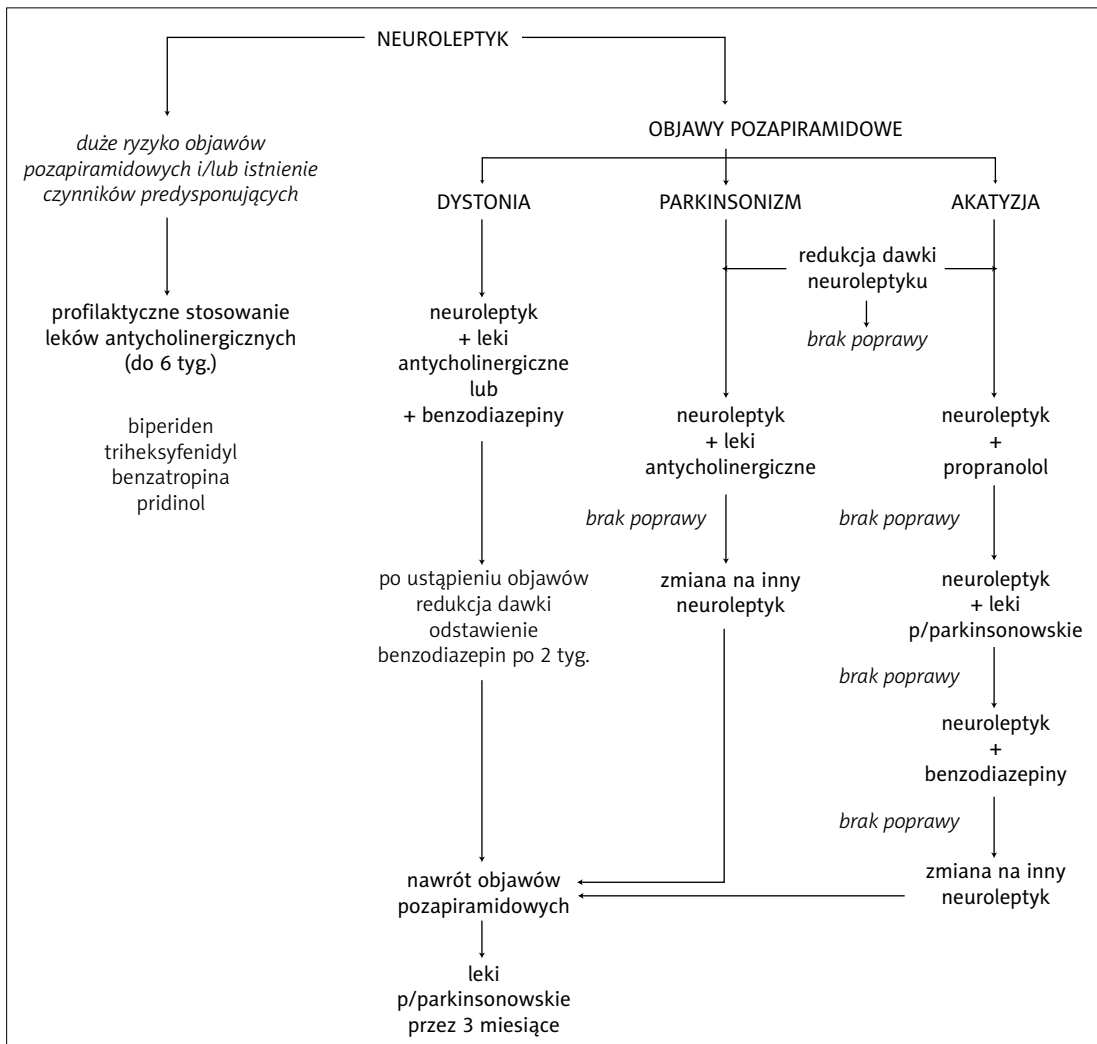 NEUROLEPTYK
duże ryzyko objawów
pozapiramidowych i/lub istnienie
czynników predysponujących
profilaktyczne stosowanie
leków antycholinergicznych
(do 6 tyg.)
biperiden
triheksyfenidyl
benzatropina
pridinol
OBJAWY POZAPIRAMIDOWE
DYSTONIA
neuroleptyk
+ leki
antycholinergiczne
lub
+ benzodiazepiny
po ustąpieniu objawów
redukcja dawki
odstawienie
benzodiazepin po 2 tyg.
PARKINSONIZM
redukcja dawki
neuroleptyku
brak poprawy
neuroleptyk
+ leki
antycholinergiczne
brak poprawy
zmiana na inny
neuroleptyk
AKATYZJA
neuroleptyk
+
propranolol
brak poprawy
neuroleptyk
+ leki
p/parkinsonowskie
brak poprawy
neuroleptyk
+
benzodiazepiny
brak poprawy
zmiana na inny
neuroleptyk
nawrót objawów
pozapiramidowych
leki
p/parkinsonowskie
przez 3 miesiące